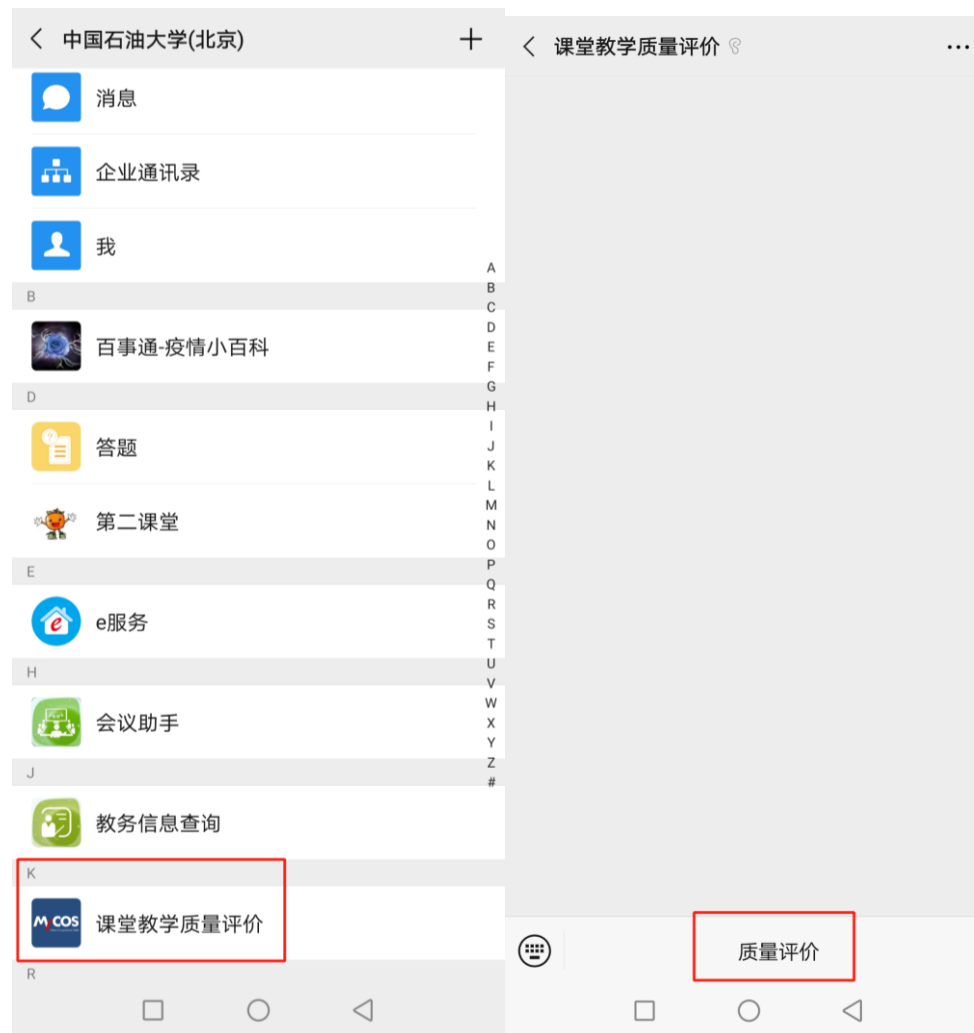 中国石油大学(北京)
消息
企业通讯录
我
B
百事通-疫情小百科
D
答题
第二课堂
E
e服务
H
会议助手
J
教务信息查询
K
MyCOS
课堂教学质量评价
R
A
B
C
D
E
F
G
H
I
J
K
L
M
N
O
P
Q
R
S
T
U
V
W
X
Y
Z
#
课堂教学质量评价
质量评价